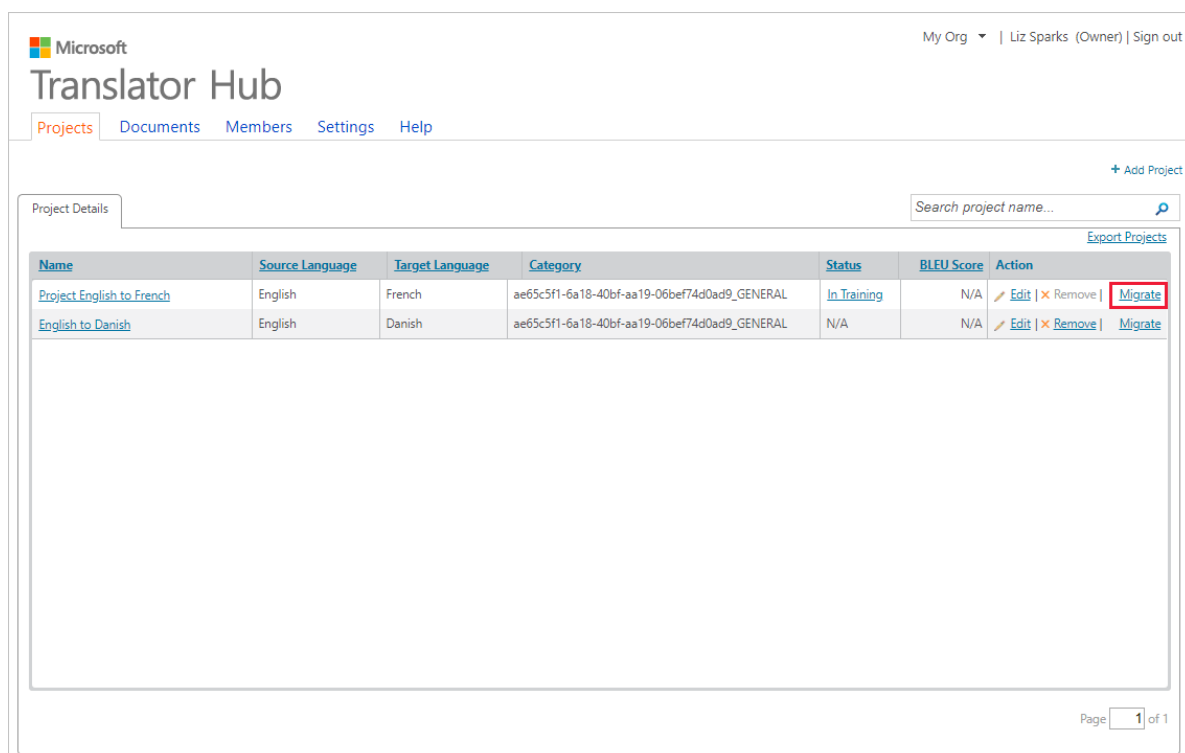 My Org | Liz Sparks (Owner) | Sign out
Microsoft
Translator Hub
Projects Documents Members Settings Help
+ Add Project
Project Details Search project name...
Export Projects
Name Source Language Target Language Category Status BLEU Score Action
Project English to French English French ae65c5f1-6a18-40bf-aa19-06bef74d0ad9_GENERAL In Training N/A Edit | × Remove | Migrate
English to Danish English Danish ae65c5f1-6a18-40bf-aa19-06bef74d0ad9_GENERAL N/A N/A Edit | × Remove | Migrate
Page 1 of 1